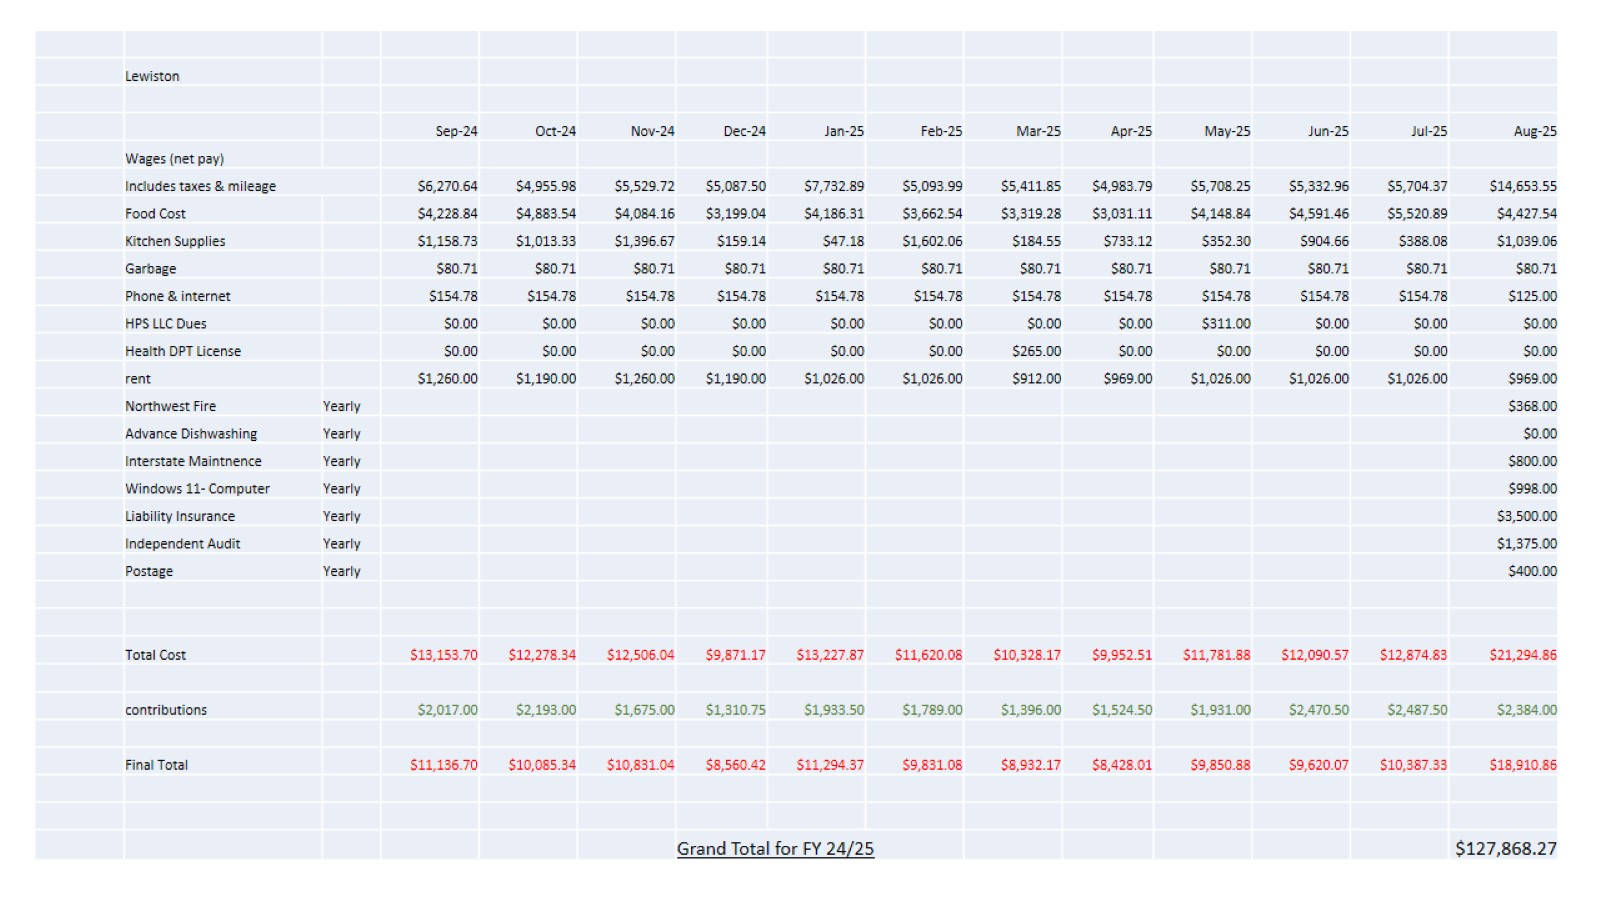 Lewiston
Sep-24 Oct-24 Nov-24 Dec-24 Jan-25 Feb-25 Mar-25 Apr-25 May-25 Jun-25 Jul-25 Aug-25
Wages (net pay)
Includes taxes & mileage $6,270.64 $4,955.98 $5,529.72 $5,087.50 $7,732.89 $5,093.99 $5,411.85 $4,983.79 $5,708.25 $5,332.96 $5,704.37 $14,653.55
Food Cost $4,228.84 $4,883.54 $4,084.16 $3,199.04 $4,186.31 $3,662.54 $3,319.28 $3,031.11 $4,148.84 $4,591.46 $5,520.89 $4,427.54
Kitchen Supplies $1,158.73 $1,013.33 $1,396.67 $159.14 $47.18 $1,602.06 $184.55 $733.12 $352.30 $904.66 $388.08 $1,039.06
Garbage $80.71 $80.71 $80.71 $80.71 $80.71 $80.71 $80.71 $80.71 $80.71 $80.71 $80.71 $80.71
Phone & internet $154.78 $154.78 $154.78 $154.78 $154.78 $154.78 $154.78 $154.78 $154.78 $154.78 $154.78 $125.00
HPS LLC Dues $0.00 $0.00 $0.00 $0.00 $0.00 $0.00 $0.00 $0.00 $311.00 $0.00 $0.00 $0.00
Health DPT License $0.00 $0.00 $0.00 $0.00 $0.00 $0.00 $265.00 $0.00 $0.00 $0.00 $0.00 $0.00
rent $1,260.00 $1,190.00 $1,260.00 $1,190.00 $1,026.00 $1,026.00 $912.00 $969.00 $1,026.00 $1,026.00 $1,026.00 $969.00
Northwest Fire Yearly $368.00
Advance Dishwashing Yearly $0.00
Interstate Maintnence Yearly $800.00
Windows 11- Computer Yearly $998.00
Liability Insurance Yearly $3,500.00
Independent Audit Yearly $1,375.00
Postage Yearly $400.00
Total Cost $13,153.70 $12,278.34 $12,506.04 $9,871.17 $13,227.87 $11,620.08 $10,328.17 $9,952.51 $11,781.88 $12,090.57 $12,874.83 $21,294.86
contributions $2,017.00 $2,193.00 $1,675.00 $1,310.75 $1,933.50 $1,789.00 $1,396.00 $1,524.50 $1,931.00 $2,470.50 $2,487.50 $2,384.00
Final Total $11,136.70 $10,085.34 $10,831.04 $8,560.42 $11,294.37 $9,831.08 $8,932.17 $8,428.01 $9,850.88 $9,620.07 $10,387.33 $18,910.86
Grand Total for FY 24/25 $127,868.27